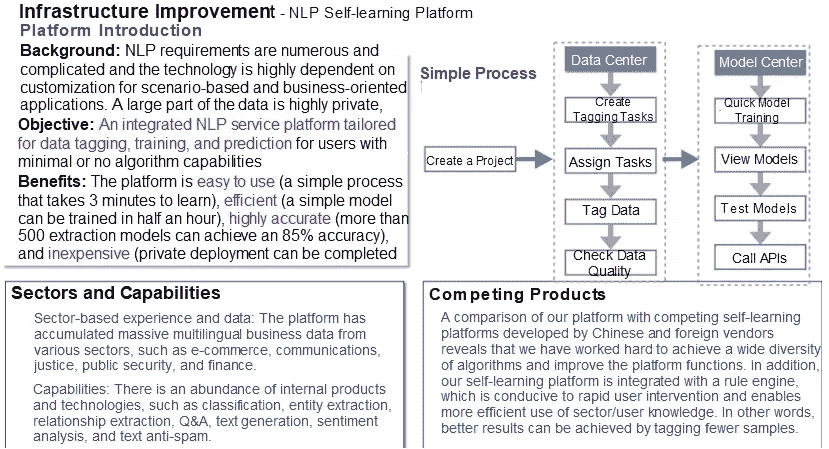 Infrastructure Improvement - NLP Self-learning Platform
Platform Introduction
Background: NLP requirements are numerous and
complicated and the technology is highly dependent on
customization for scenario-based and business-oriented
applications. A large part of the data is highly private,
Objective: An integrated NLP service platform tailored
for data tagging, training, and prediction for users with
minimal or no algorithm capabilities
Benefits: The platform is easy to use (a simple process
that takes 3 minutes to learn), efficient (a simple model
can be trained in half an hour), highly accurate (more than
500 extraction models can achieve an 85% accuracy),
and inexpensive (private deployment can be completed
Simple Process
Create a Project
Data Center
Create
Tagging Tasks
Assign Tasks
Tag Data
Check Data
Quality
Model Center
Quick Model
Training
View Models
Test Models
Call APIs
Sectors and Capabilities
Sector-based experience and data: The platform has
accumulated massive multilingual business data from
various sectors, such as e-commerce, communications,
justice, public security, and finance.
Capabilities: There is an abundance of internal products
and technologies, such as classification, entity extraction,
relationship extraction, Q&A, text generation, sentiment
analysis, and text anti-spam.
Competing Products
A comparison of our platform with competing self-learning
platforms developed by Chinese and foreign vendors
reveals that we have worked hard to achieve a wide diversity
of algorithms and improve the platform functions. In addition,
our self-learning platform is integrated with a rule engine,
which is conducive to rapid user intervention and enables
more efficient use of sector/user knowledge. In other words,
better results can be achieved by tagging fewer samples.